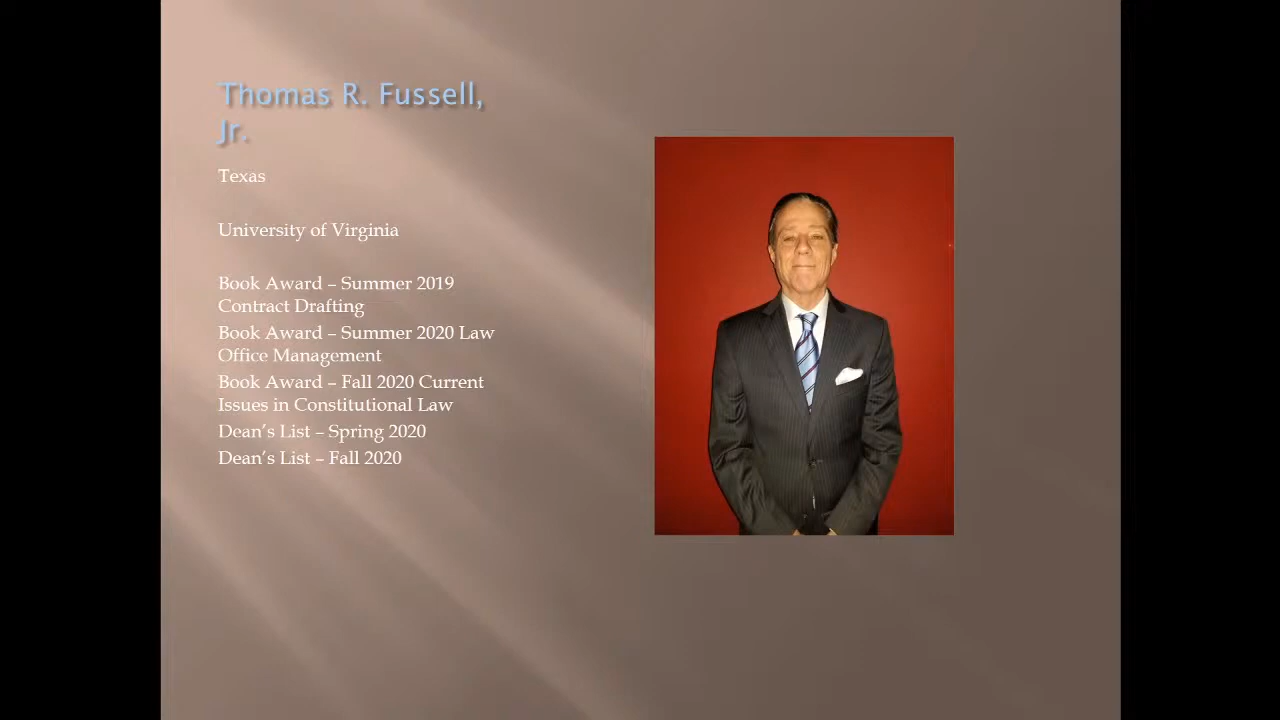 Thomas R. Fussell,
Jr.
Texas
University of Virginia
Book Award – Summer 2019
Contract Drafting
Book Award – Summer 2020 Law
Office Management
Book Award – Fall 2020 Current
Issues in Constitutional Law
Dean’s List – Spring 2020
Dean’s List – Fall 2020